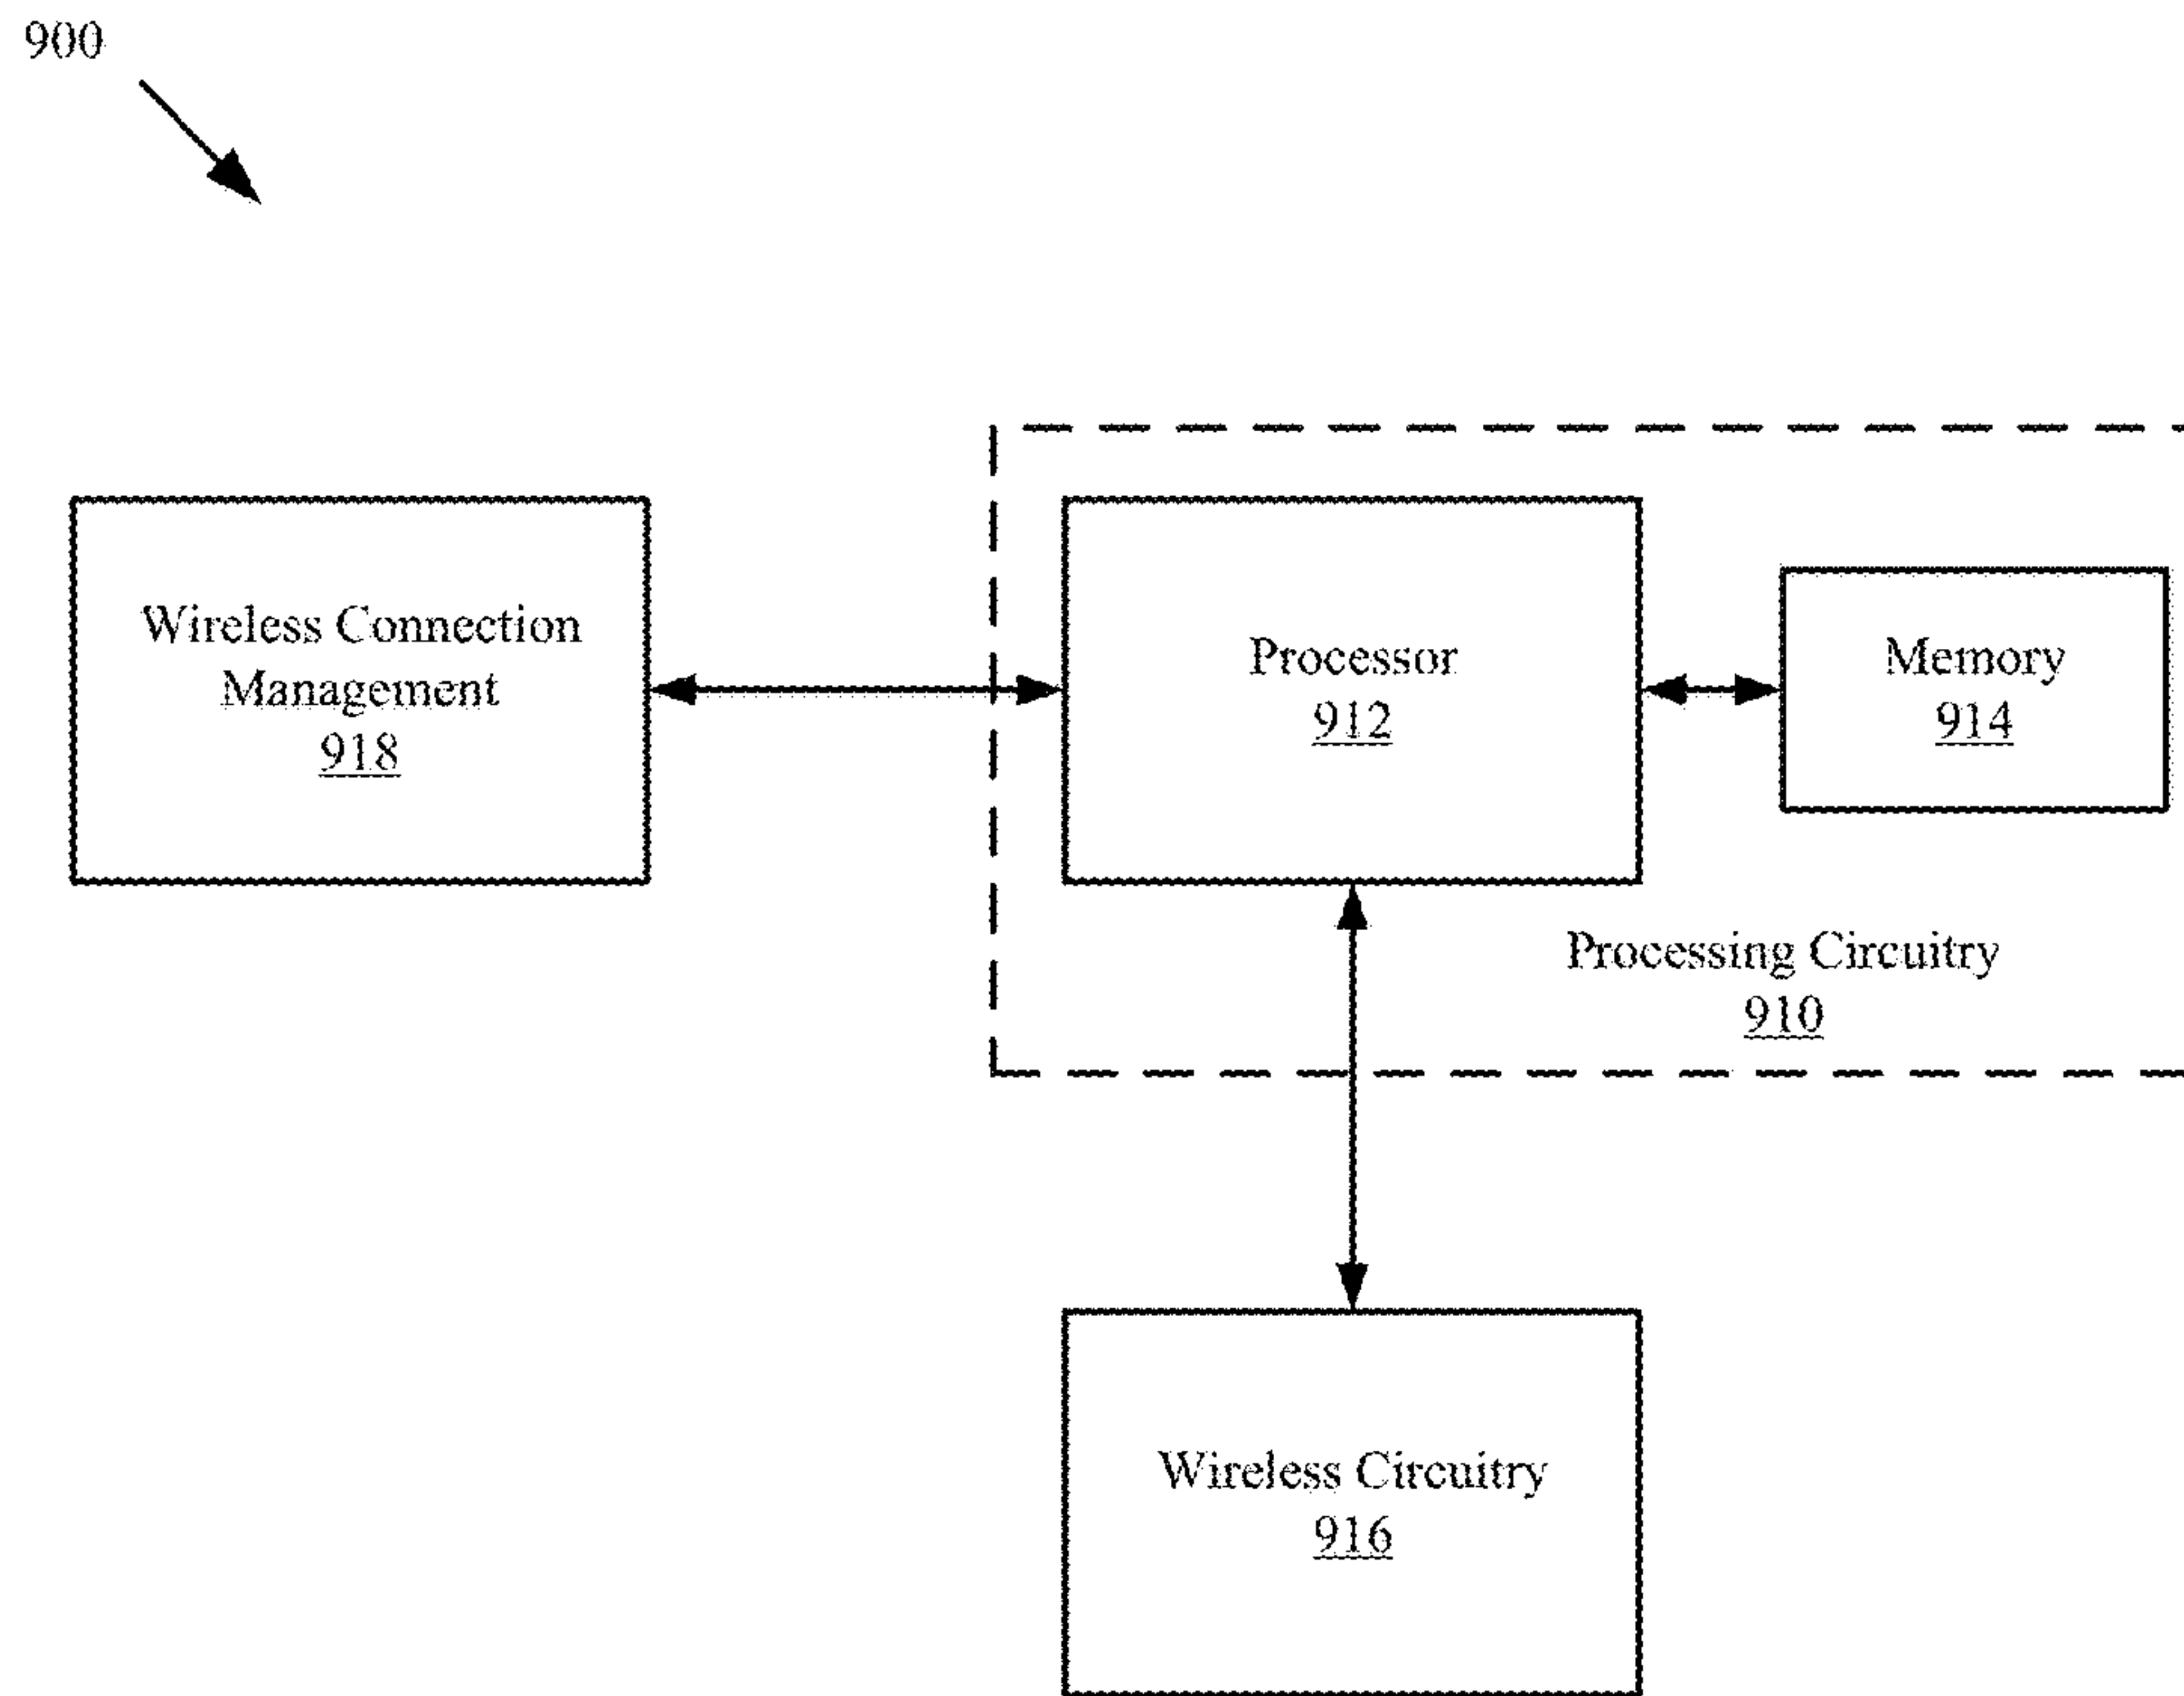 900
Wireless Connection
Management
918
Processor
912
Memory
914
Processing Circuitry
910
Wireless Circuitry
916